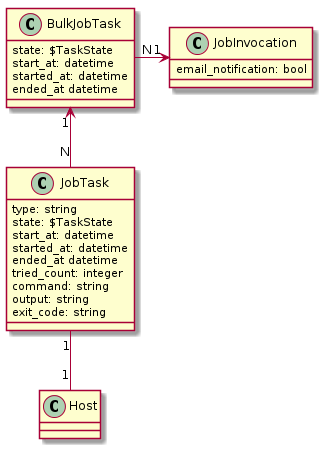 C BulkJobTask
state: $TaskState
start_at: datetime
started_at: datetime
ended_at datetime
N 1
C JobInvocation
email_notification: bool
1
N
C JobTask
type: string
state: $TaskState
start_at: datetime
started_at: datetime
ended_at datetime
tried_count: integer
command: string
output: string
exit_code: string
1
1
C Host